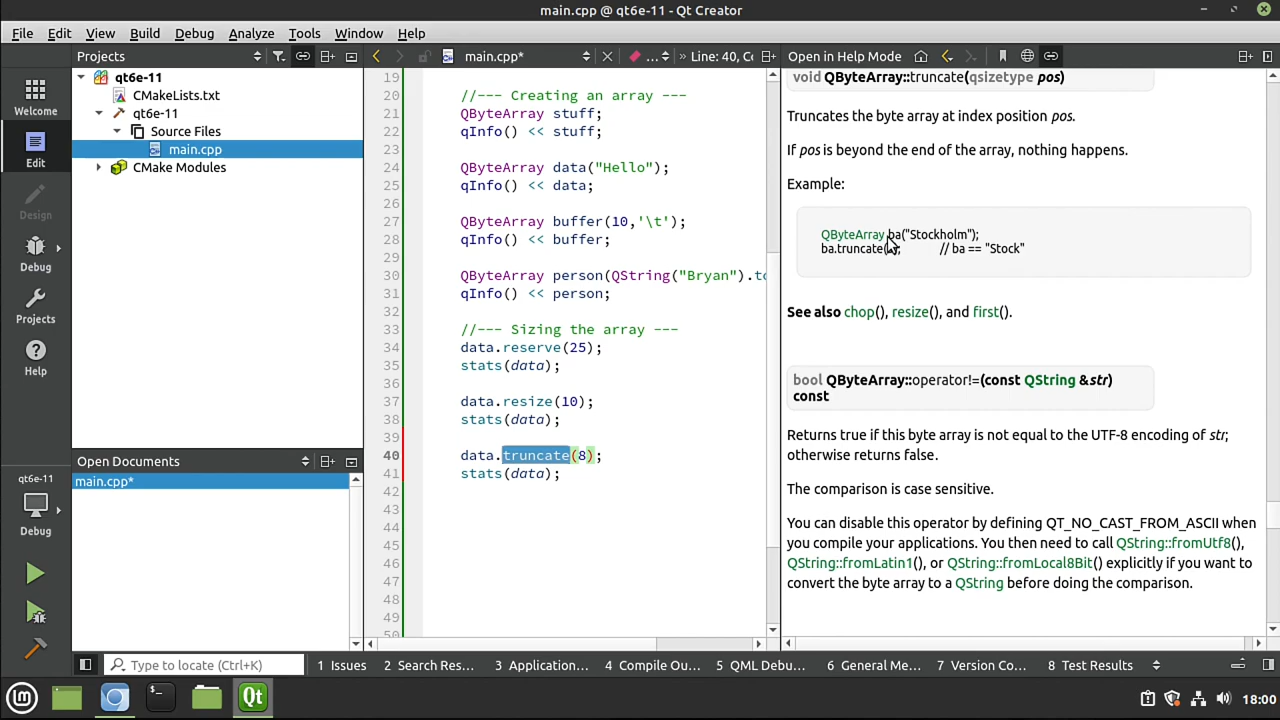 main.cpp @ qt6e-11 - Qt Creator
File Edit View Build Debug Analyze Tools Window Help
Projects
main.cpp*
» Line: 40, Cc
Open in Help Mode
Welcome
Edit
Design
Debug
Projects
Help
qt6e-11
Debug
qt6e-11
CMakeLists.txt
qt6e-11
Source Files
main.cpp
CMake Modules
Open Documents
main.cpp*
19
20 //--- Creating an array ---
21 QByteArray stuff;
22 qInfo() << stuff;
23
24 QByteArray data("Hello");
25 qInfo() << data;
26
27 QByteArray buffer(10,'\t');
28 qInfo() << buffer;
29
30 QByteArray person(QString("Bryan").to
31 qInfo() << person;
32
33 //--- Sizing the array ---
34 data.reserve(25);
35 stats(data);
36
37 data.resize(10);
38 stats(data);
39
40 data.truncate(8);
41 stats(data);
42
43
44
45
46
47
48
49
50
void QByteArray::truncate(qsizetype pos)
Truncates the byte array at index position pos.
If pos is beyond the end of the array, nothing happens.
Example:
QByteArray ba("Stockholm");
ba.truncate( ; // ba == "Stock"
See also chop(), resize(), and first().
bool QByteArray::operator!=(const QString &str)
const
Returns true if this byte array is not equal to the UTF-8 encoding of str;
otherwise returns false.
The comparison is case sensitive.
You can disable this operator by defining QT_NO_CAST_FROM_ASCII when
you compile your applications. You then need to call QString::fromUtf8(),
QString::fromLatin1(), or QString::fromLocal8Bit() explicitly if you want to
convert the byte array to a QString before doing the comparison.
Type to locate (Ctrl+K)
1 Issues 2 Search Res... 3 Application... 4 Compile Ou... 5 QML Debu... 6 General Me... 7 Version Co... 8 Test Results
18:00